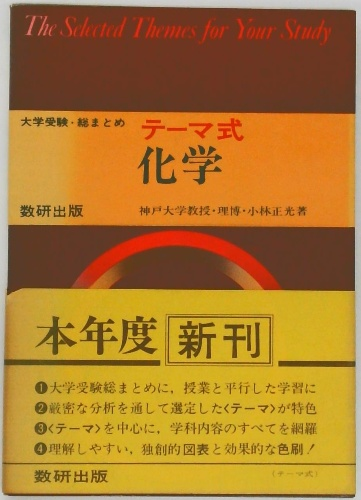 The Selected Themes for Your Study
大学受験・総まとめ
テーマ式
化学
数研出版
神戸大学教授・理博・小林正光著
本年度 新刊
❶大学受験総まとめに，授業と平行した学習に
❷厳密な分析を通して選定した〈テーマ〉が特色
❸〈テーマ〉を中心に，学科内容のすべてを網羅
❹理解しやすい，独創的図表と効果的な色刷！
数研出版
(テーマ式)